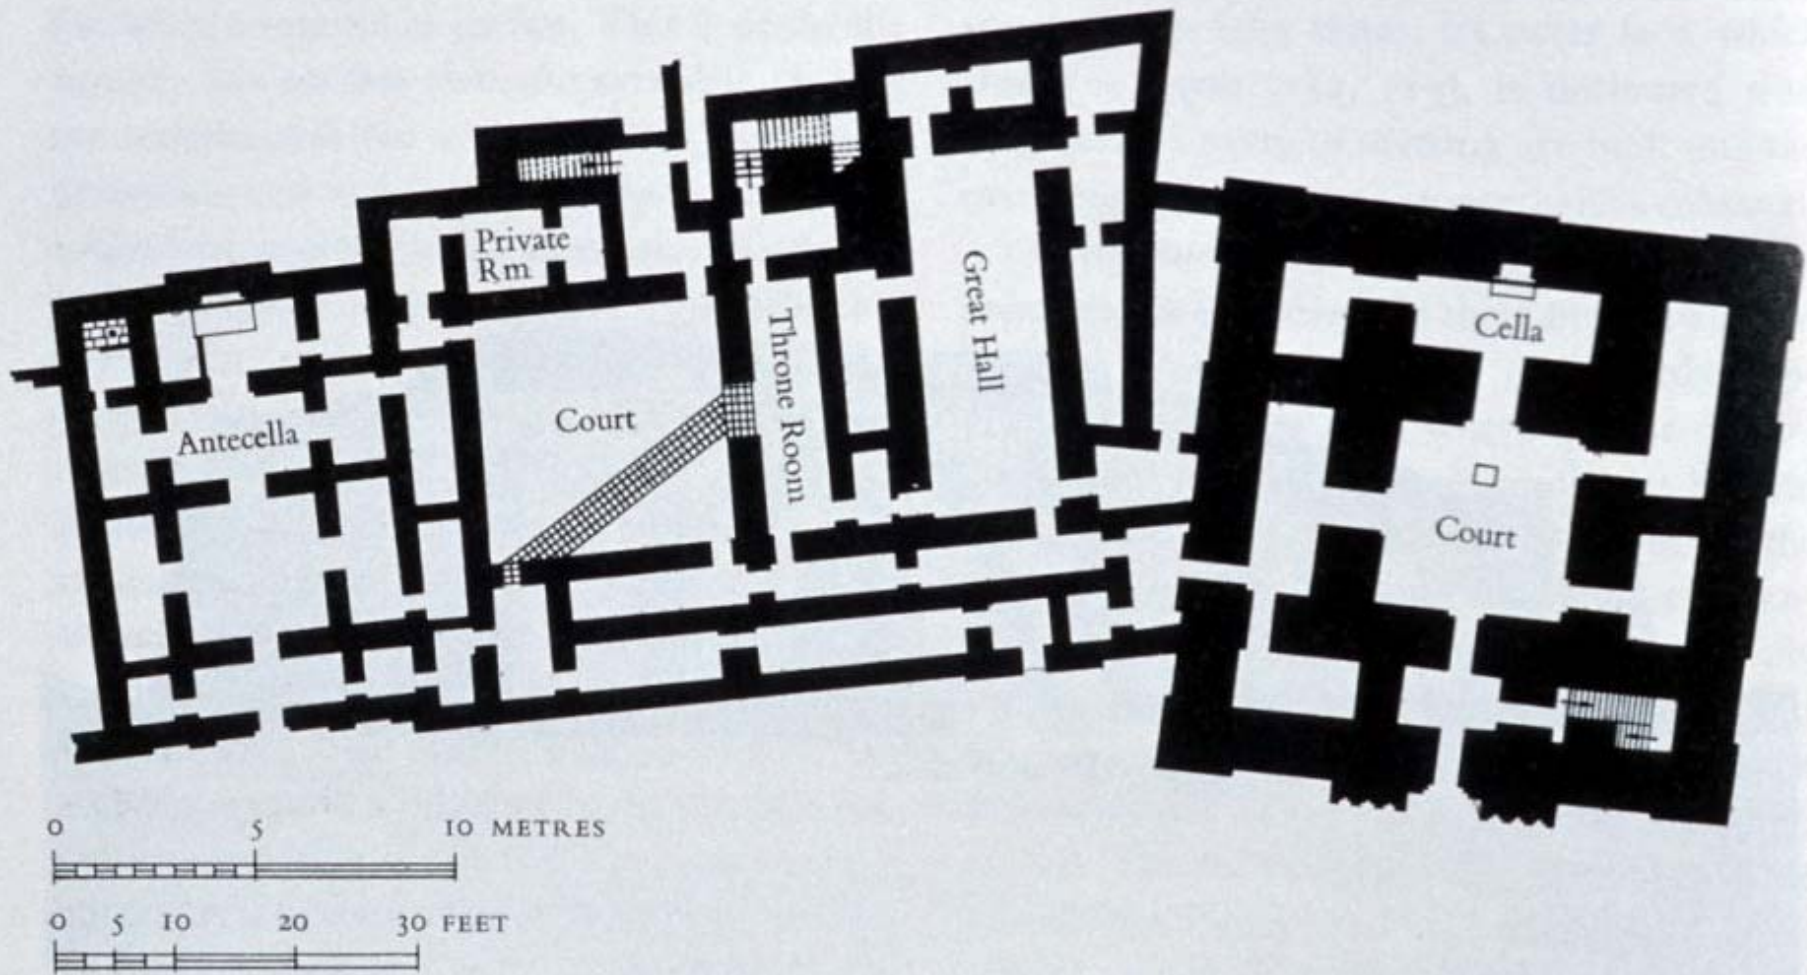 Private
Rm
Great Hall
Cella
Throne Room
Court
Antecella
Court
0 5 10 METRES
0 5 10 20 30 FEET